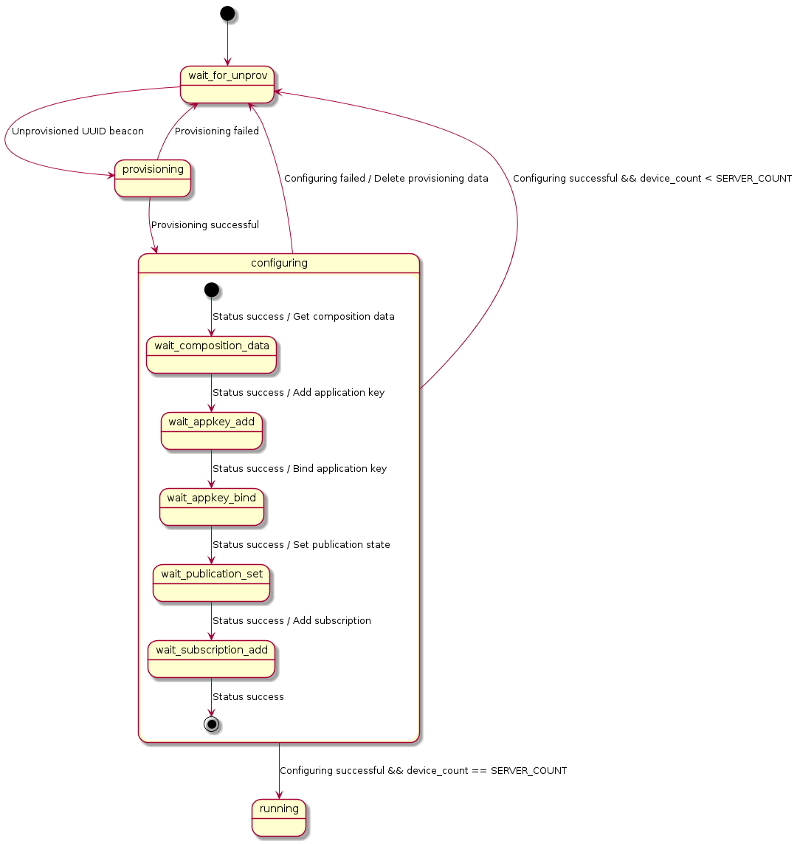 wait_for_unprov
Unprovisioned UUID beacon
Provisioning failed
provisioning
Configuring failed / Delete provisioning data
Configuring successful && device_count < SERVER_COUNT
Provisioning successful
configuring
Status success / Get composition data
wait_composition_data
Status success / Add application key
wait_appkey_add
Status success / Bind application key
wait_appkey_bind
Status success / Set publication state
wait_publication_set
Status success / Add subscription
wait_subscription_add
Status success
Configuring successful && device_count == SERVER_COUNT
running